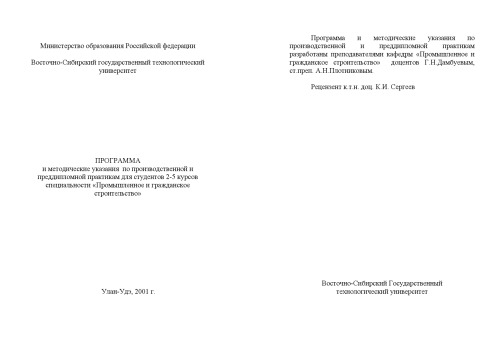 Министерство образования Российской федерации
Восточно-Сибирский государственный технологический
университет
ПРОГРАММА
и методические указания по производственной и
преддипломной практикам для студентов 2-5 курсов
специальности «Промышленное и гражданское
строительство»
Улан-Удэ, 2001 г.
Программа и методические указания по
производственной и преддипломной практикам
разработаны преподавателями кафедры «Промышленное и
гражданское строительство» доцентов Г.Н.Дамбуевым,
ст.преп. А.Н.Плотниковым.
Рецензент к.т.н. доц. К.И. Сергеев
Восточно-Сибирский Государственный
технологический университет